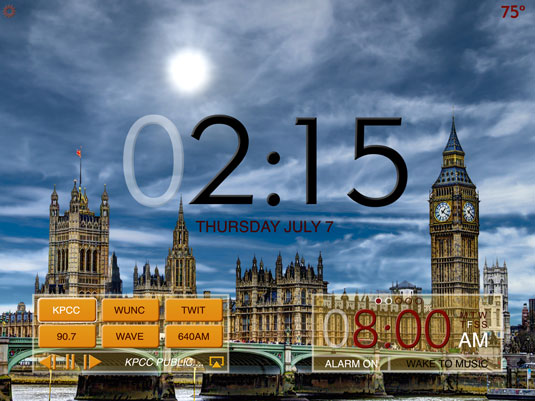 75°
02:15
THURSDAY JULY 7
KPCC WUNC TWIT
90.7 WAVE 640AM
KPCC PUBLIC...
08:00 AM
FSS
ALARM ON WAKE TO MUSIC